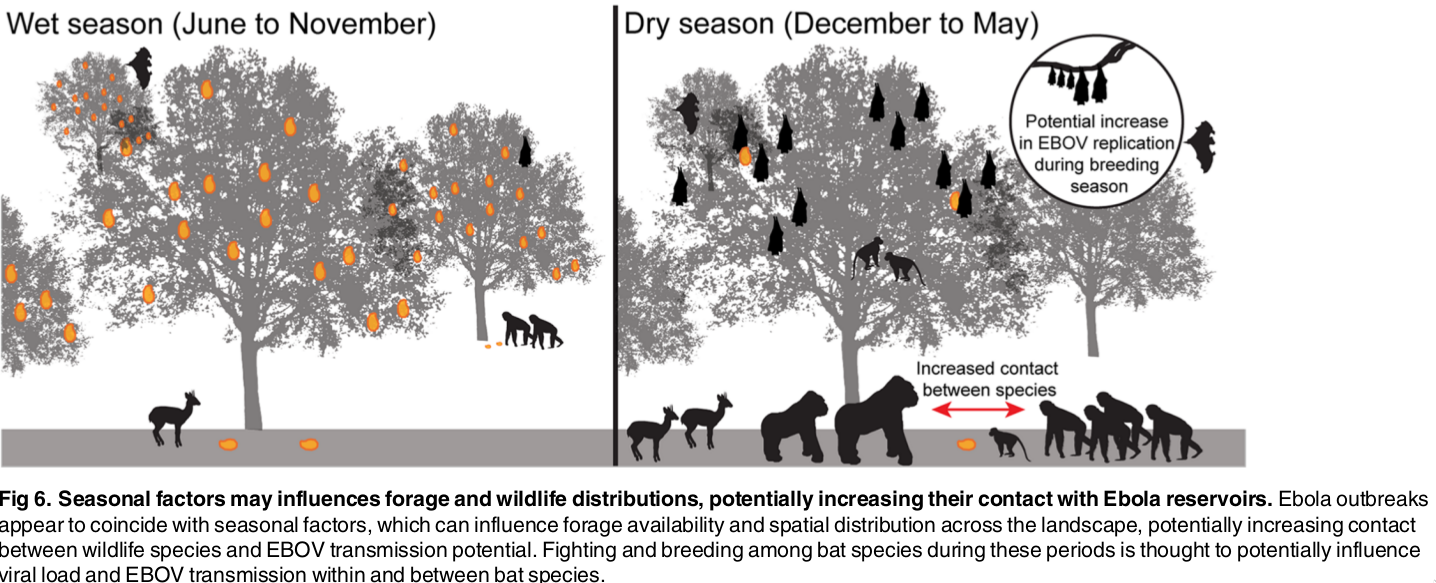 Wet season (June to November)
Dry season (December to May)
Potential increase
in EBOV replication
during breeding
season
Increased contact
between species
Fig 6. Seasonal factors may influences forage and wildlife distributions, potentially increasing their contact with Ebola reservoirs. Ebola outbreaks
appear to coincide with seasonal factors, which can influence forage availability and spatial distribution across the landscape, potentially increasing contact
between wildlife species and EBOV transmission potential. Fighting and breeding among bat species during these periods is thought to potentially influence
viral load and EBOV transmission within and between bat species.